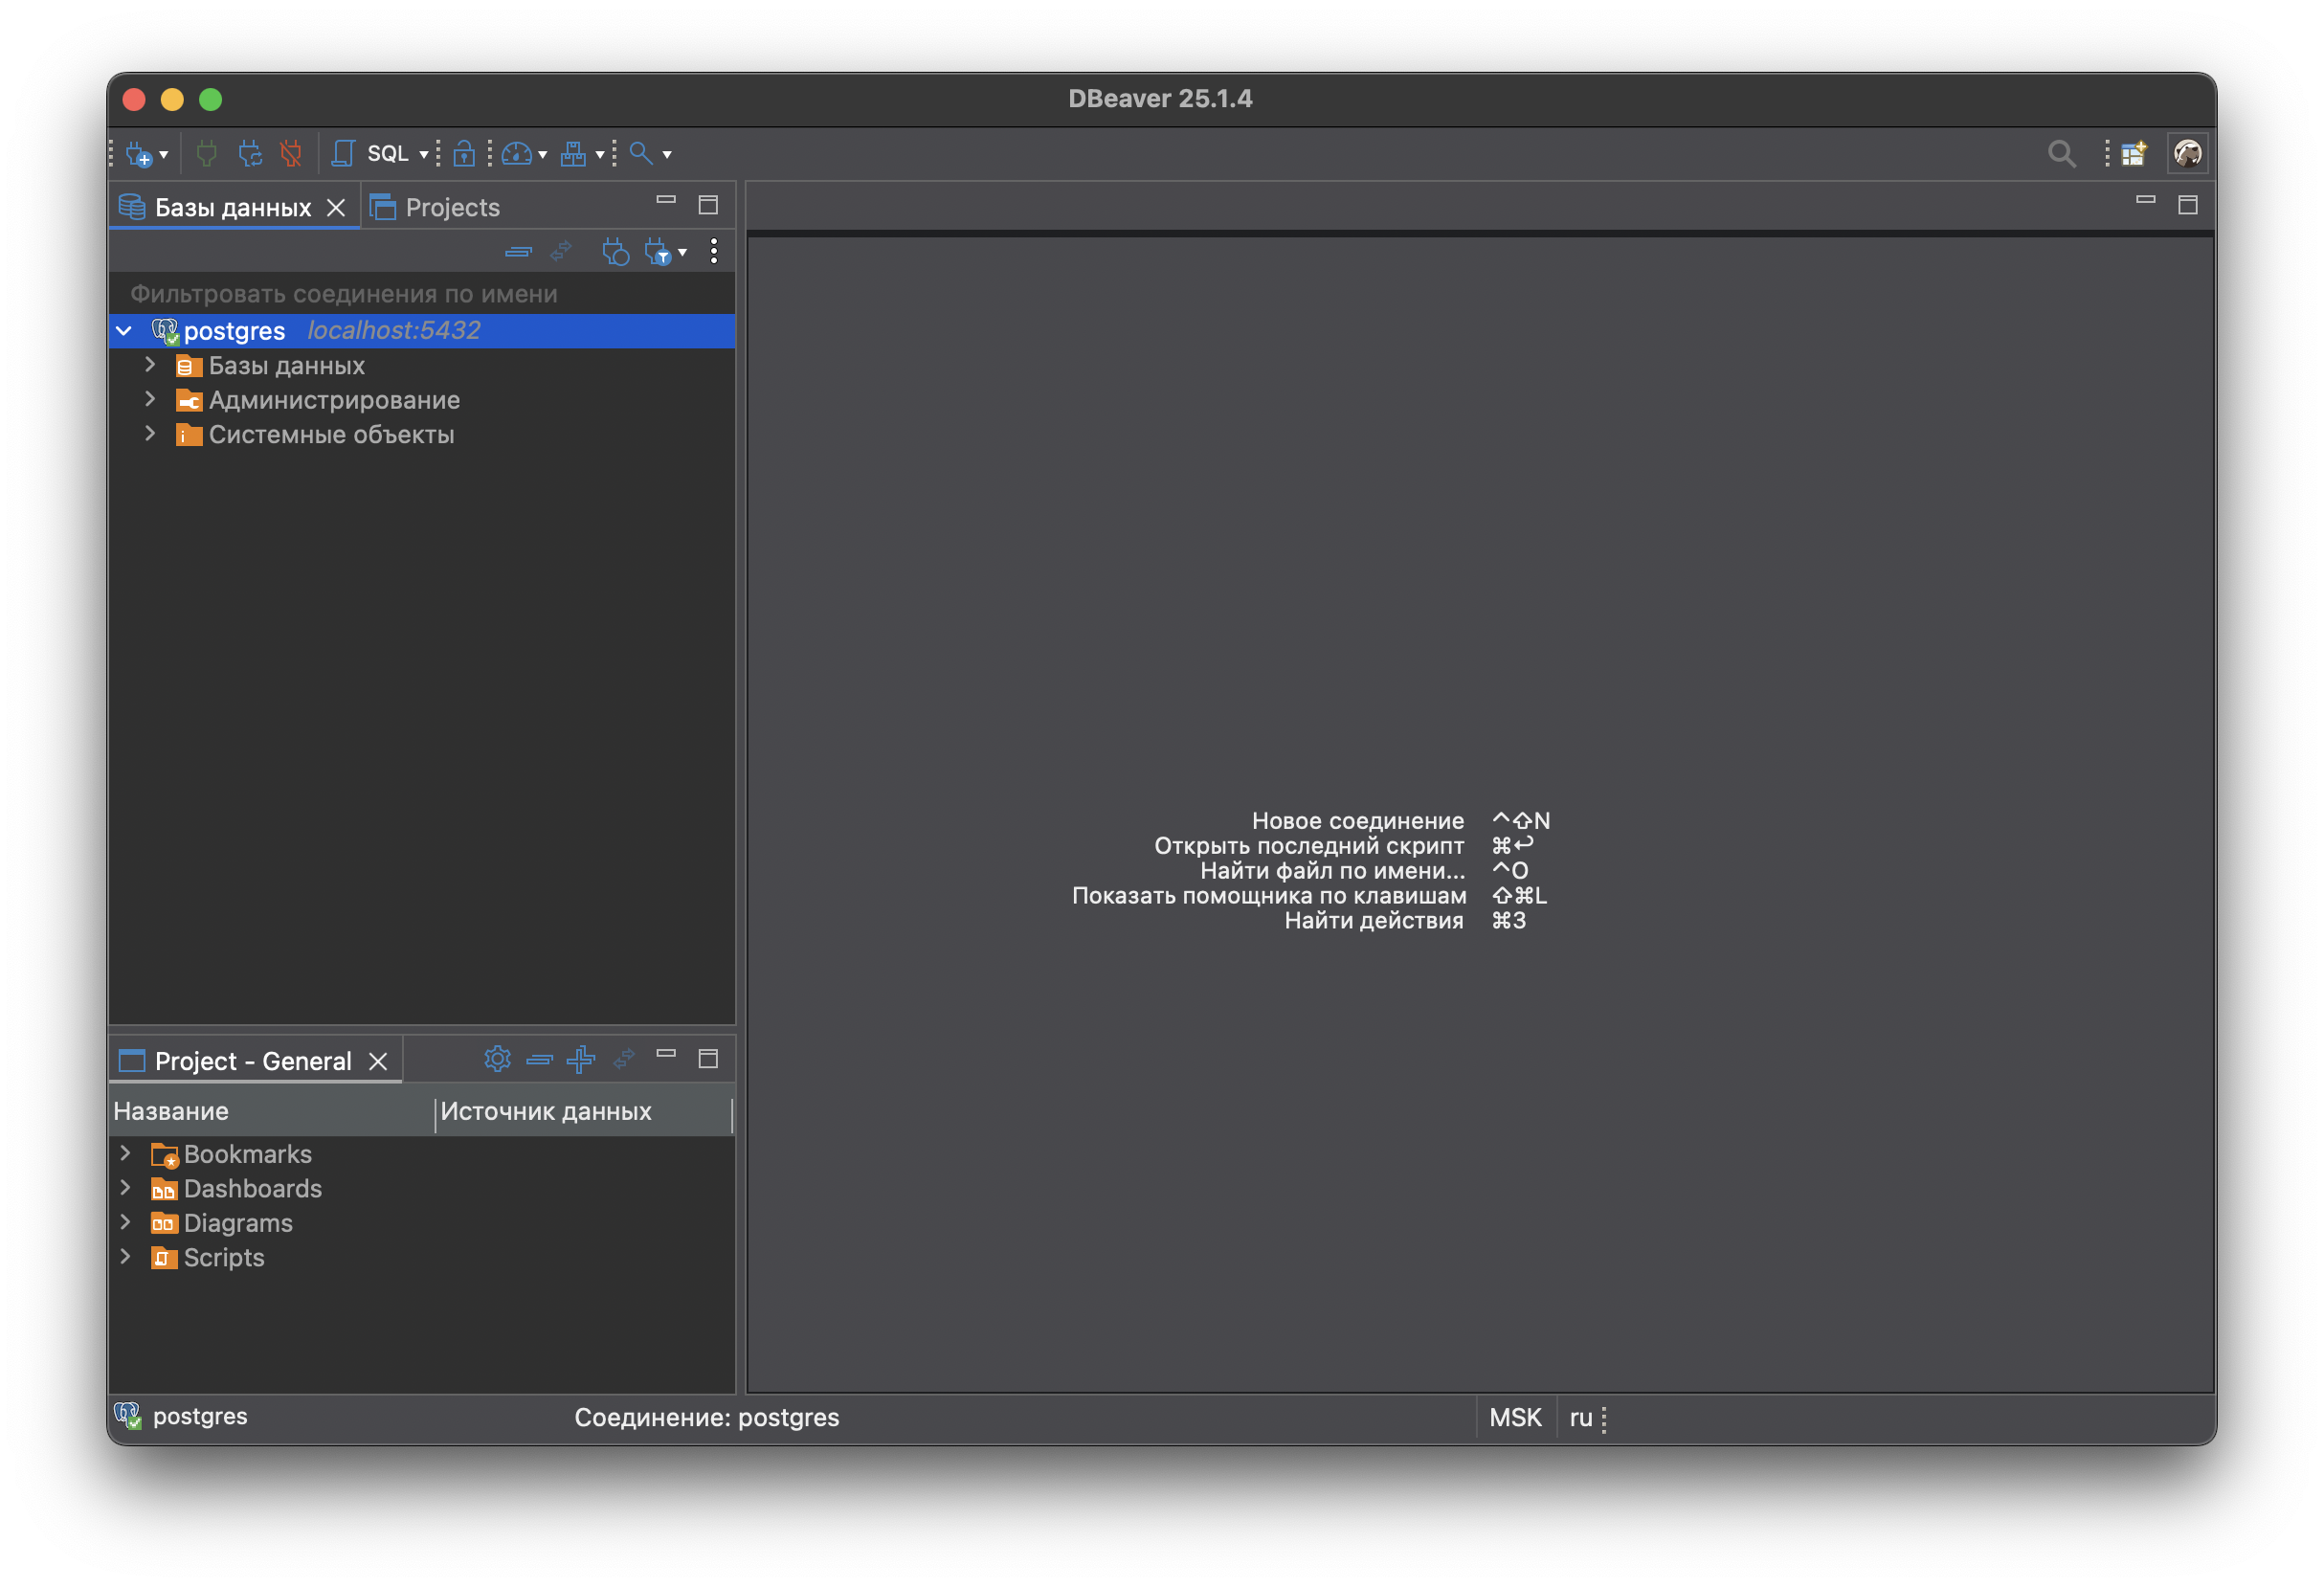 DBeaver 25.1.4
SQL
Базы данных
Projects
Фильтровать соединения по имени
postgres localhost:5432
Базы данных
Администрирование
Системные объекты
Новое соединение ^⇧N
Открыть последний скрипт ⌘↩
Найти файл по имени... ^O
Показать помощника по клавишам ⇧⌘L
Найти действия ⌘3
Project - General
Название Источник данных
Bookmarks
Dashboards
Diagrams
Scripts
postgres Соединение: postgres MSK ru